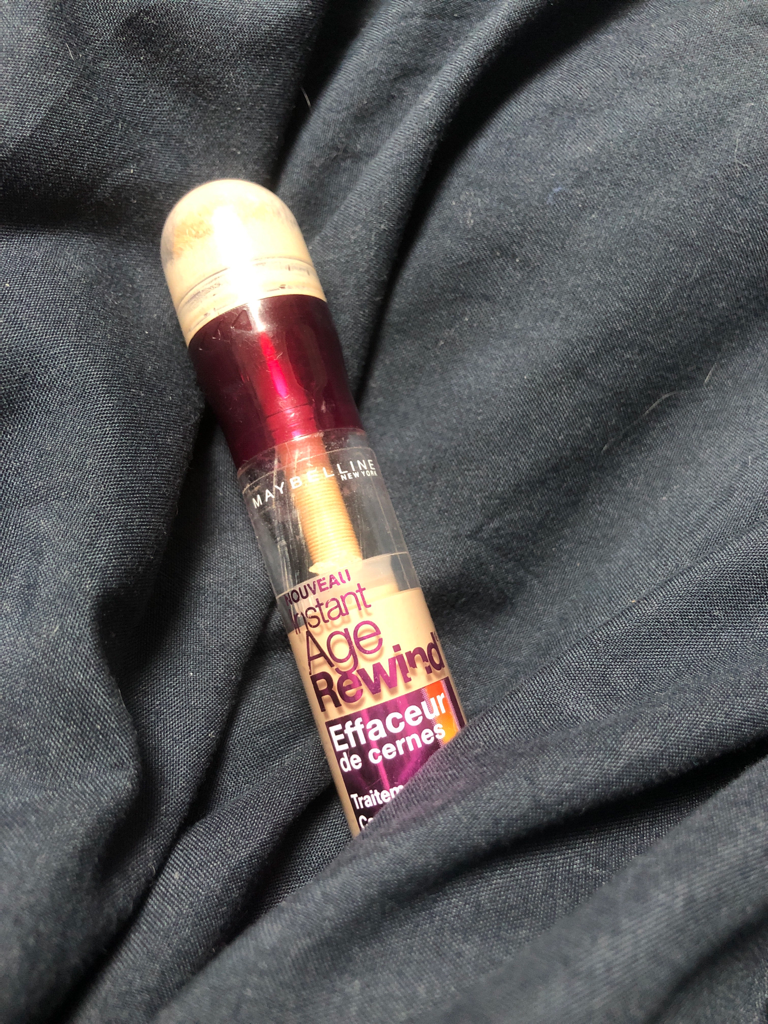 MAYBELLINE
NEW YORK
NOUVEAU
Instant
Age
Rewind
Effaceur
de cernes